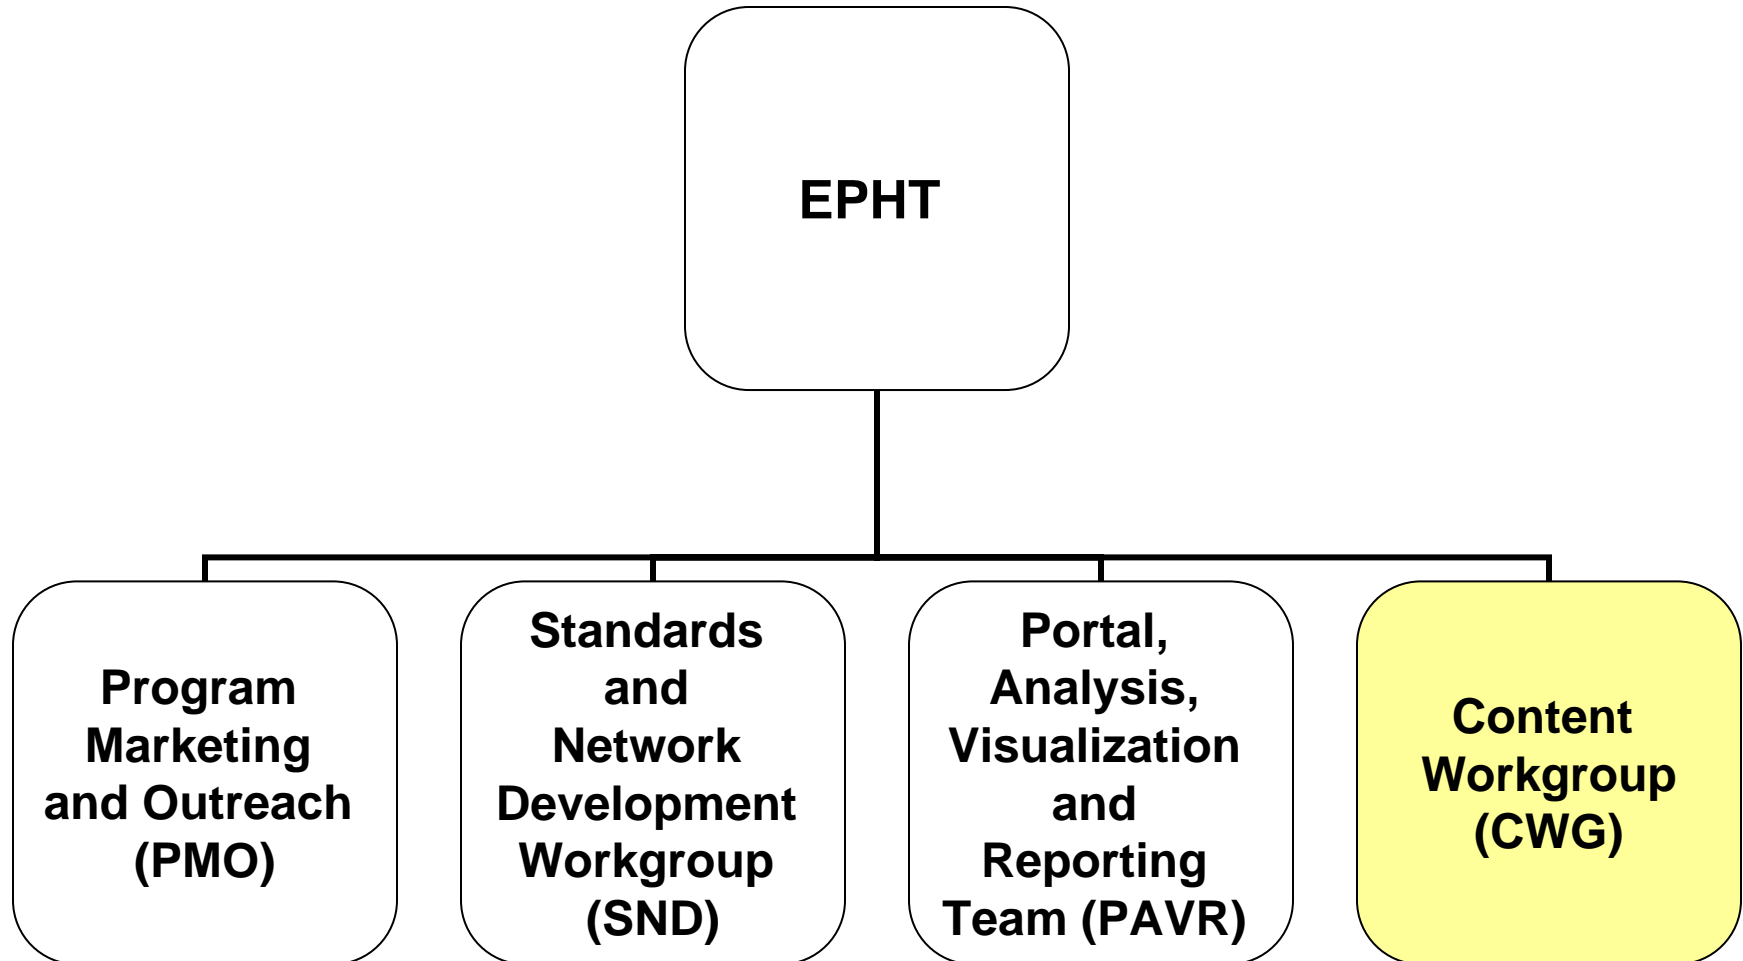 EPHT
Program
Marketing
and Outreach
(PMO)
Standards
and
Network
Development
Workgroup
(SND)
Portal,
Analysis,
Visualization
and
Reporting
Team (PAVR)
Content
Workgroup
(CWG)